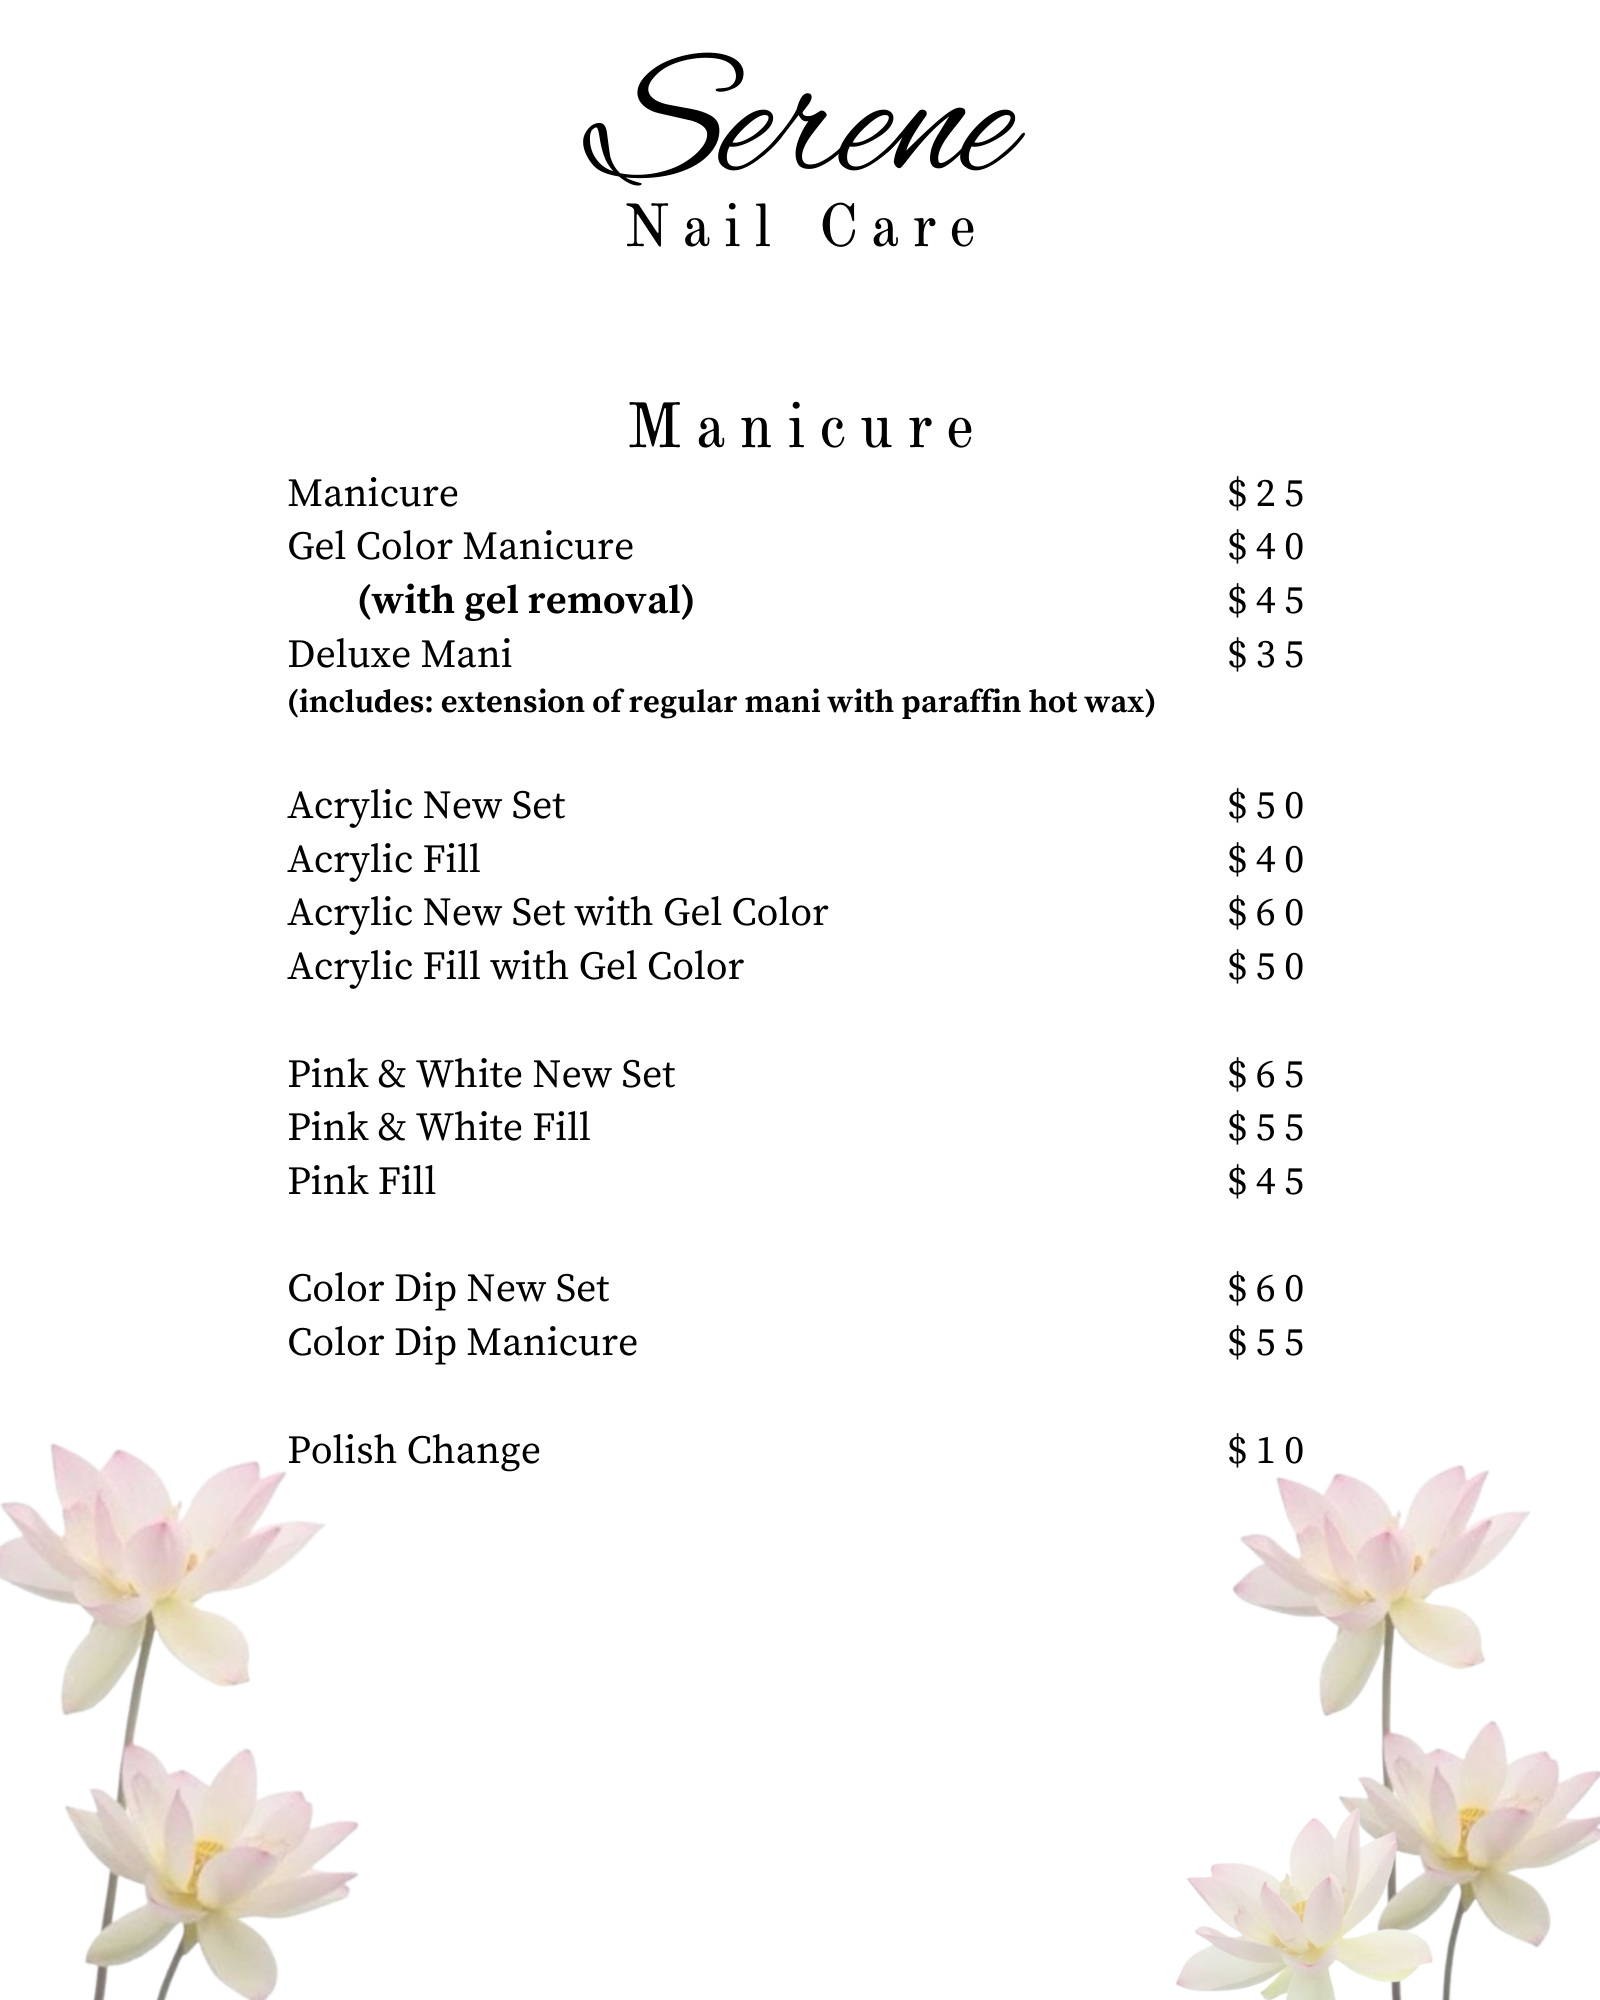 Serene
Nail Care
Manicure
Manicure $25
Gel Color Manicure $40
(with gel removal) $45
Deluxe Mani $35
(includes: extension of regular mani with paraffin hot wax)
Acrylic New Set $50
Acrylic Fill $40
Acrylic New Set with Gel Color $60
Acrylic Fill with Gel Color $50
Pink & White New Set $65
Pink & White Fill $55
Pink Fill $45
Color Dip New Set $60
Color Dip Manicure $55
Polish Change $10